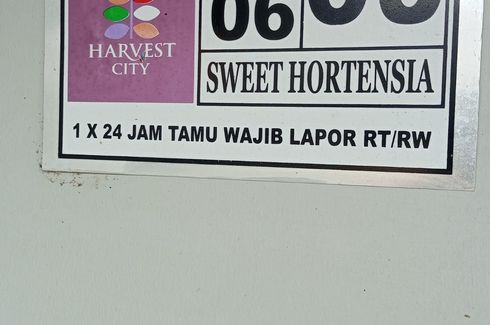 06
HARVEST
CITY
SWEET HORTENSIA
1 X 24 JAM TAMU WAJIB LAPOR RT/RW